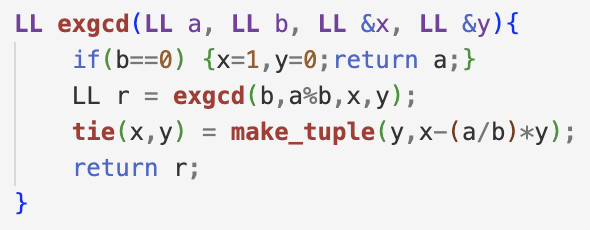 LL exgcd(LL a, LL b, LL &x, LL &y){
if(b==0) {x=1,y=0;return a;}
LL r = exgcd(b,a%b,x,y);
tie(x,y) = make_tuple(y,x-(a/b)*y);
return r;
}